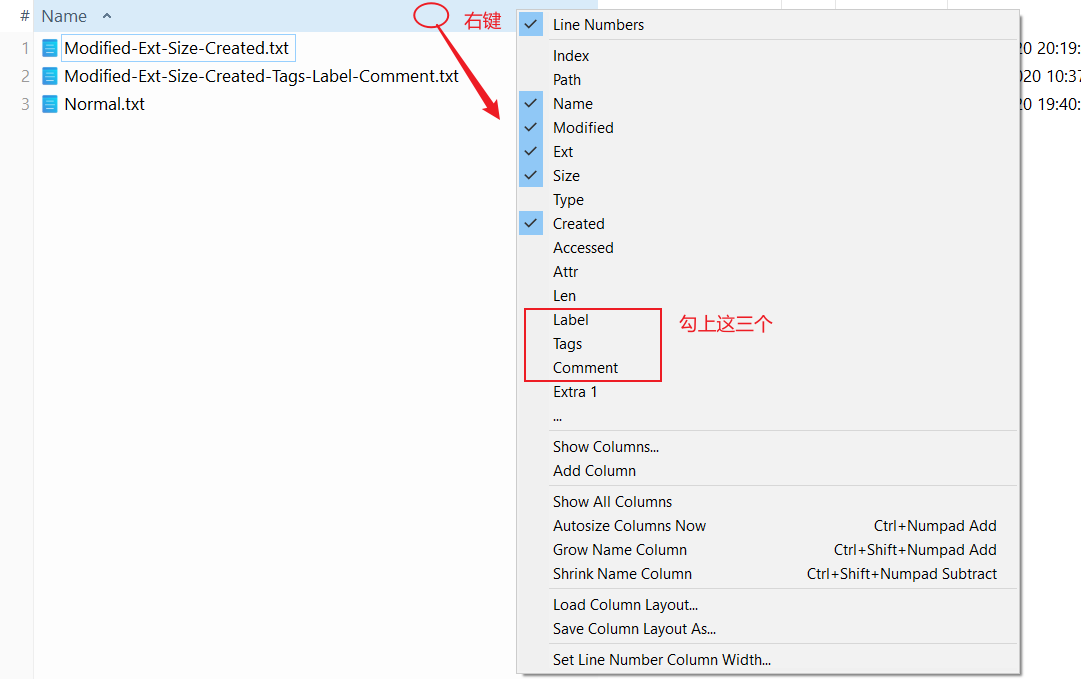 # Name
右键
1 Modified-Ext-Size-Created.txt
2 Modified-Ext-Size-Created-Tags-Label-Comment.txt
3 Normal.txt
Line Numbers
Index
Path
Name
Modified
Ext
Size
Type
Created
Accessed
Attr
Len
Label
Tags
Comment
勾上这三个
Extra 1
...
Show Columns...
Add Column
Show All Columns
Autosize Columns Now Ctrl+Numpad Add
Grow Name Column Ctrl+Shift+Numpad Add
Shrink Name Column Ctrl+Shift+Numpad Subtract
Load Column Layout...
Save Column Layout As...
Set Line Number Column Width...
20 20:19:
020 10:37
20 19:40: